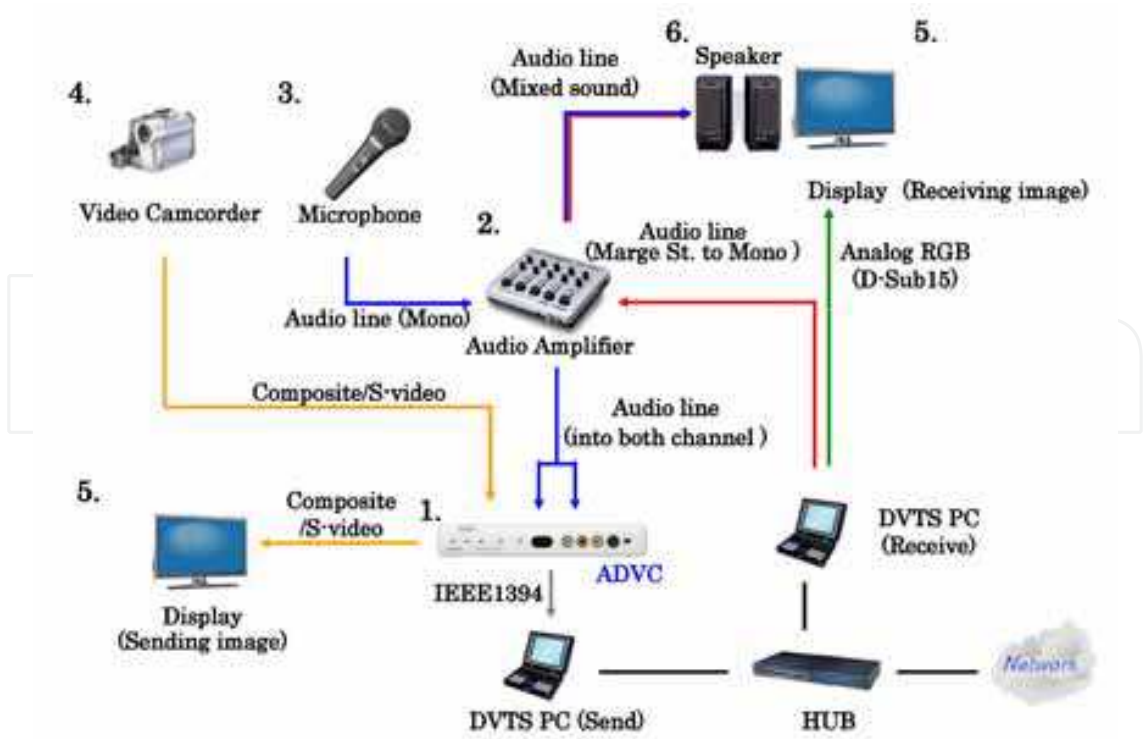 6.
Speaker
5.
Audio line
(Mixed sound)
4.
3.
Video Camcorder
Microphone
2.
Display (Receiving image)
Audio line
(Marge St. to Mono )
Analog RGB
(D-Sub15)
Audio line (Mono)
Audio Amplifier
Composite/S-video
Audio line
(into both channel )
5.
Composite
/S-video
1.
ADVC
DVTS PC
(Receive)
IEEE1394
Display
(Sending image)
Network
DVTS PC (Send)
HUB